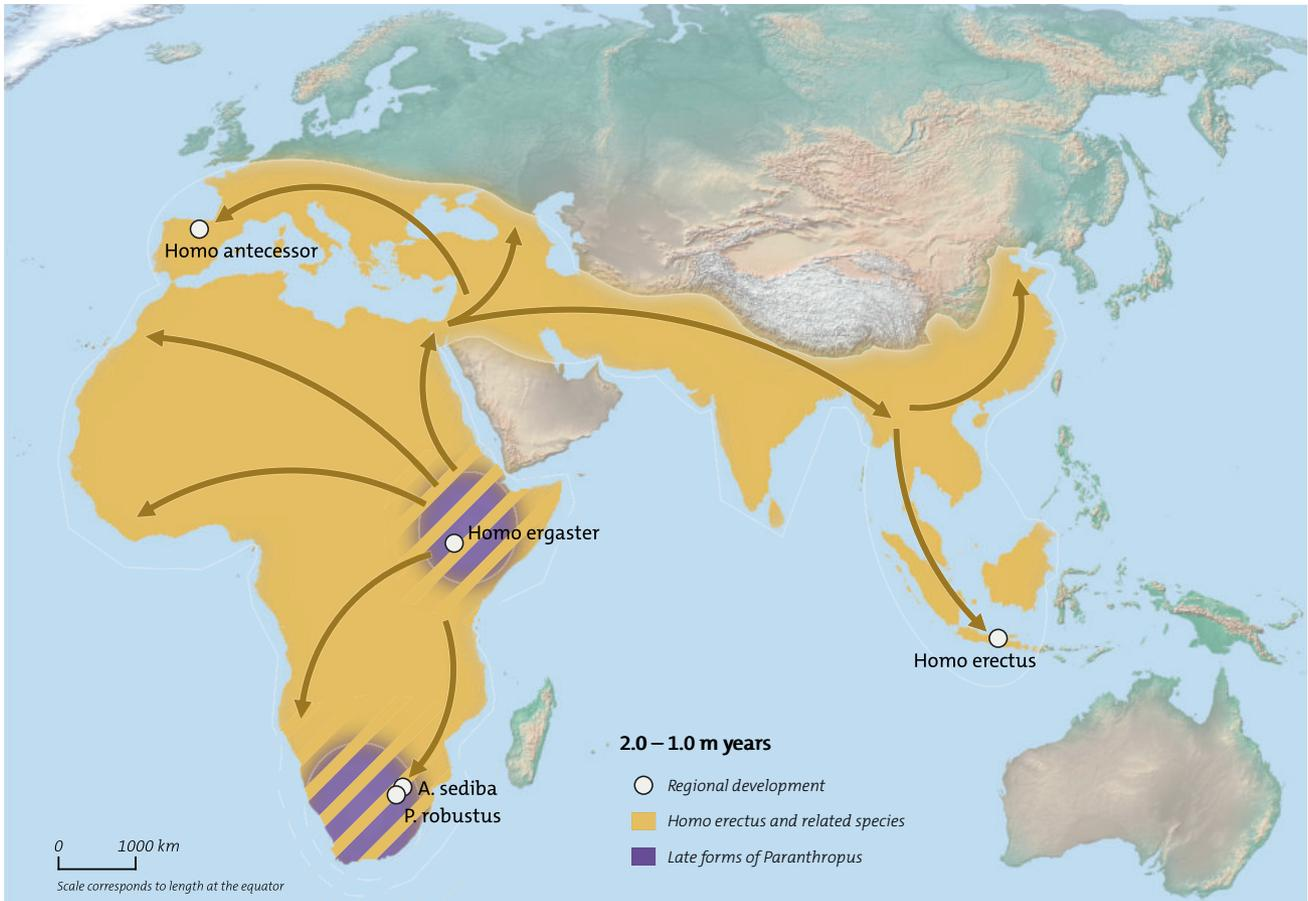 Homo antecessor
Homo ergaster
Homo erectus
A. sediba
P. robustus
2.0 – 1.0 m years
Regional development
Homo erectus and related species
Late forms of Paranthropus
0 1000 km
Scale corresponds to length at the equator